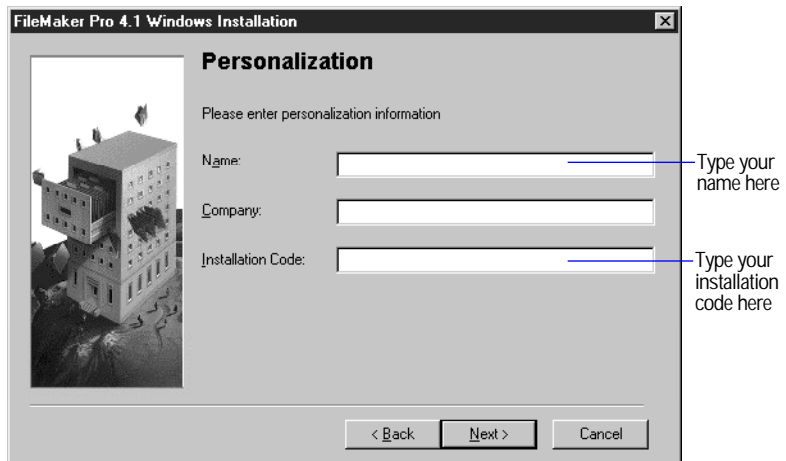 FileMaker Pro 4.1 Windows Installation
Personalization
Please enter personalization information
Name:
Type your
name here
Company:
Installation Code:
Type your
installation
code here
< Back
Next >
Cancel